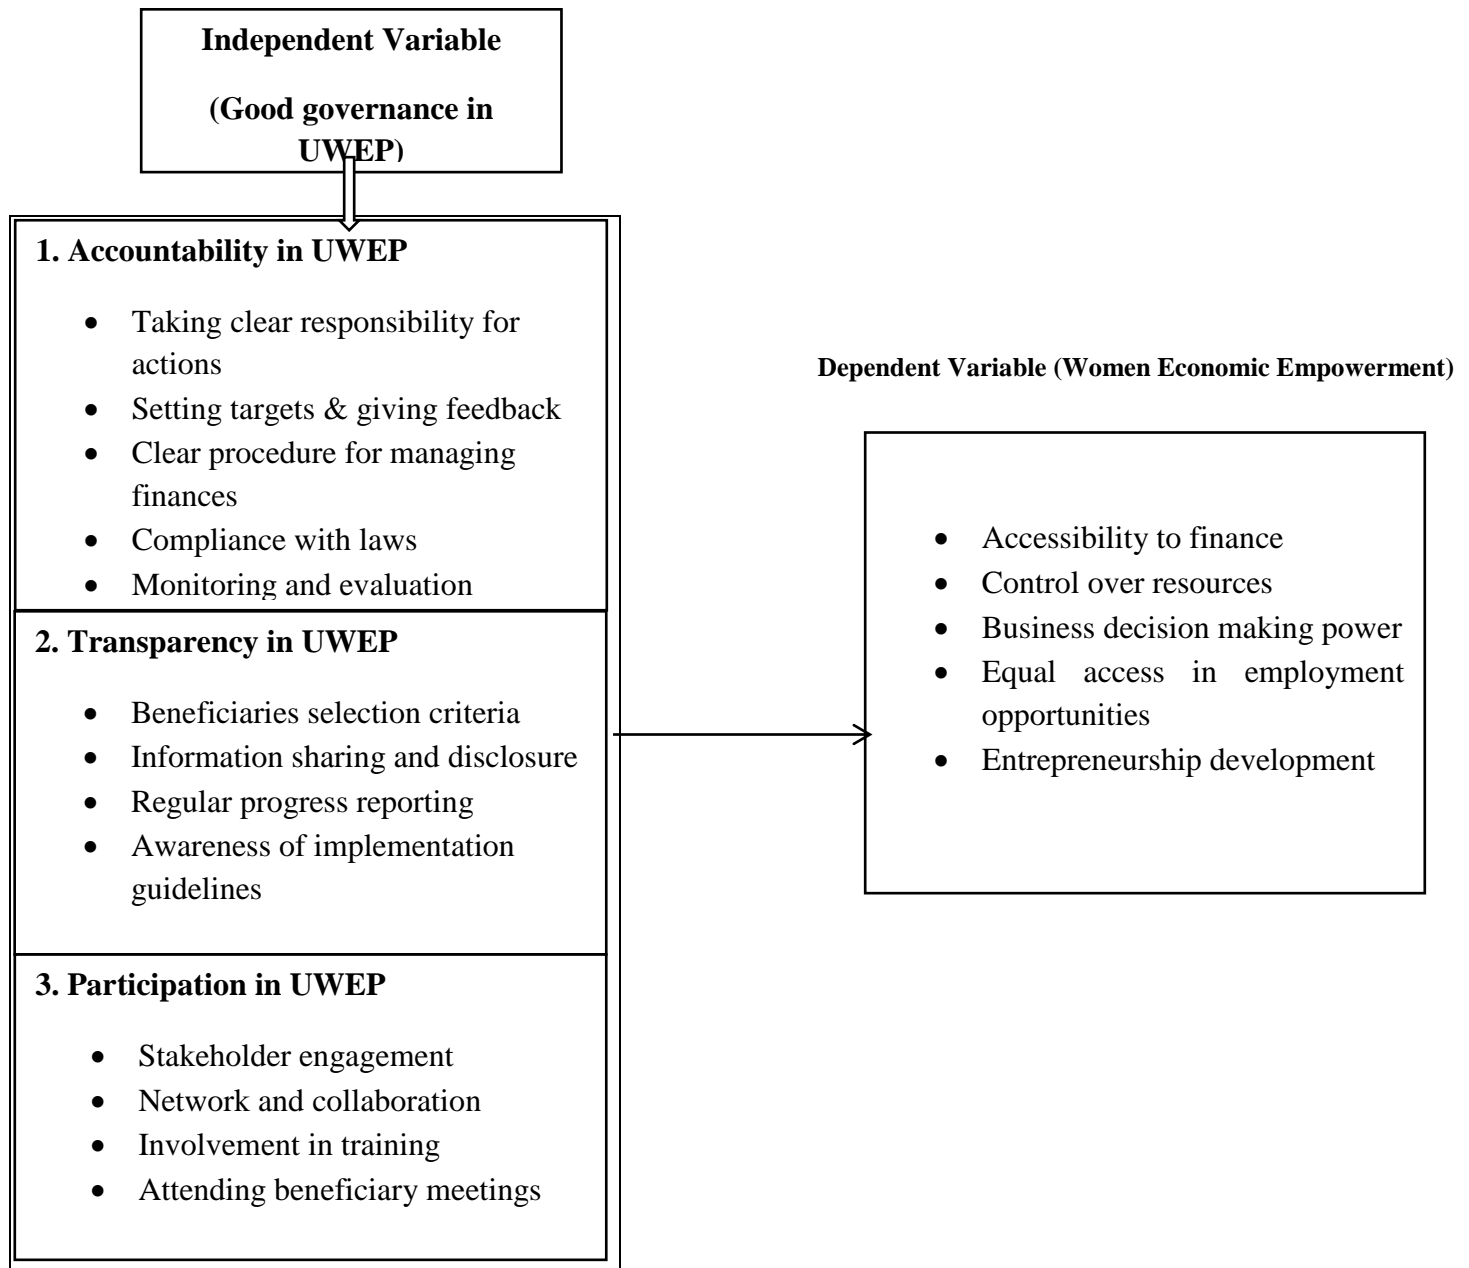 Independent Variable
(Good governance in
UWEP)
1. Accountability in UWEP
• Taking clear responsibility for
actions
• Setting targets & giving feedback
• Clear procedure for managing
finances
• Compliance with laws
• Monitoring and evaluation
2. Transparency in UWEP
• Beneficiaries selection criteria
• Information sharing and disclosure
• Regular progress reporting
• Awareness of implementation
guidelines
3. Participation in UWEP
• Stakeholder engagement
• Network and collaboration
• Involvement in training
• Attending beneficiary meetings
Dependent Variable (Women Economic Empowerment)
• Accessibility to finance
• Control over resources
• Business decision making power
• Equal access in employment
opportunities
• Entrepreneurship development